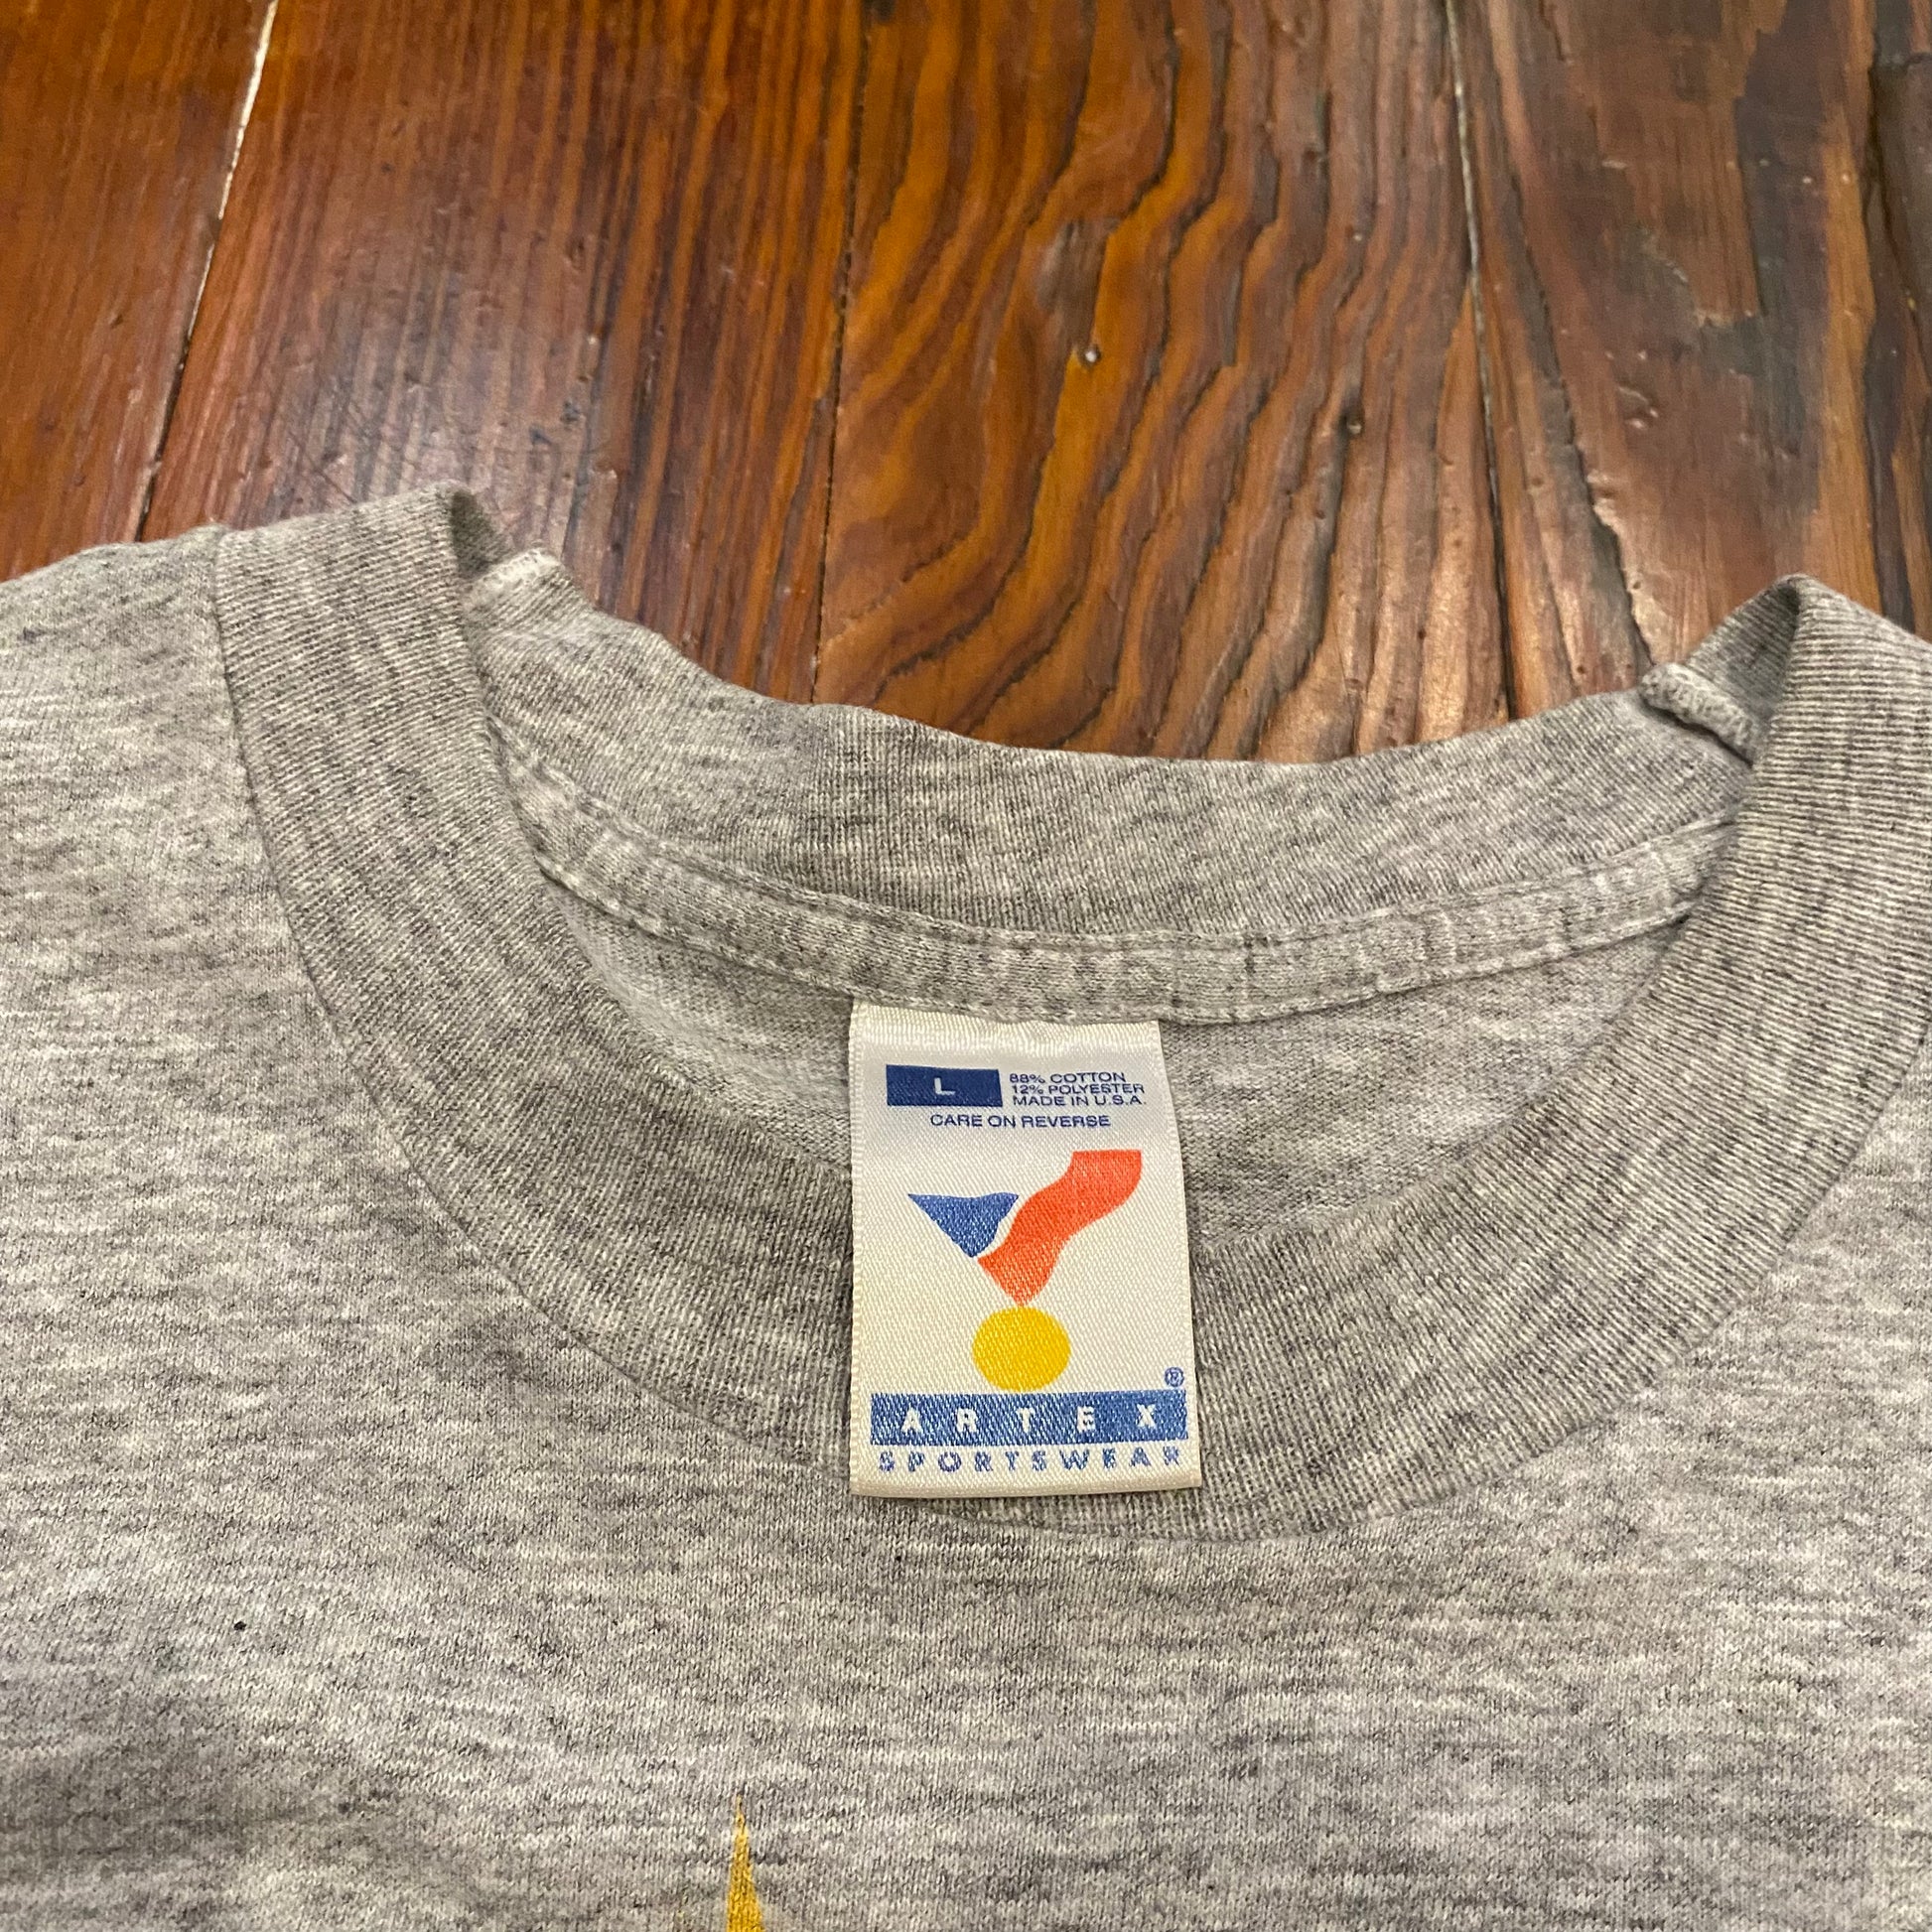 L
88% COTTON
12% POLYESTER
MADE IN U.S.A.
CARE ON REVERSE
®
ARTEX
SPORTSWEAR